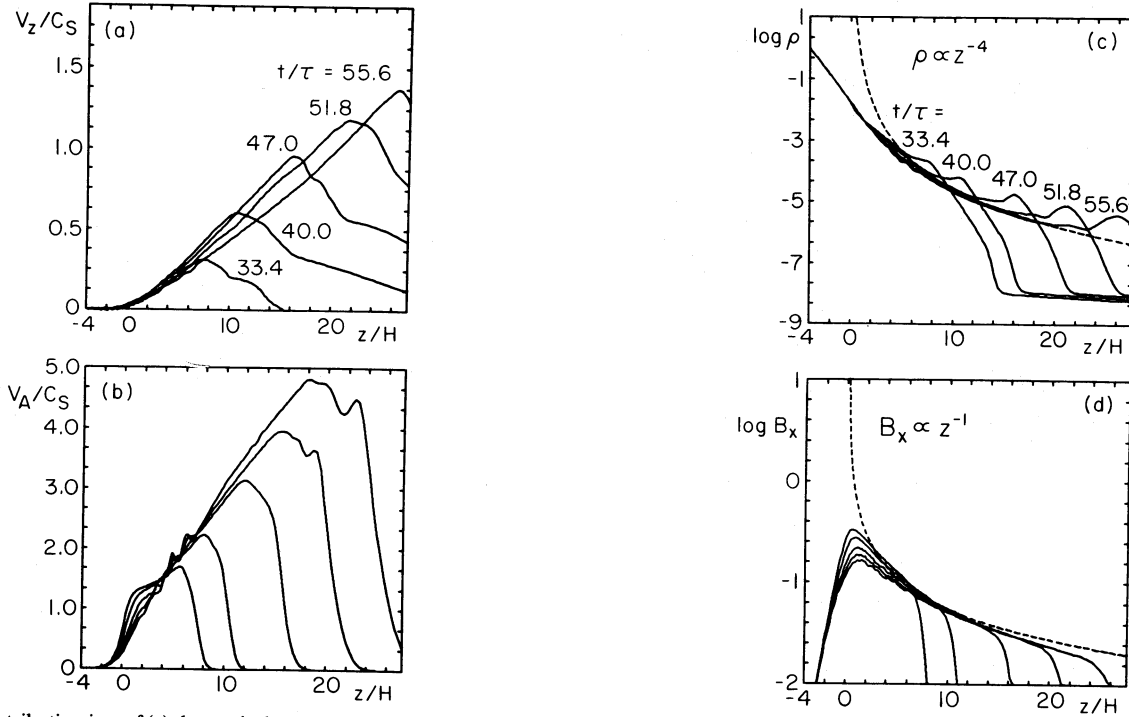 V_z/C_S
(a)
1.5
1.0
0.5
0
t/τ = 55.6
51.8
47.0
40.0
33.4
-4
0
10
20
z/H
V_A/C_S
(b)
5.0
4.0
3.0
2.0
1.0
0
-4
0
10
20
z/H
log ρ
(c)
1
-1
-3
-5
-7
-9
ρ ∝ z^-4
t/τ =
33.4
40.0
47.0
51.8
55.6
-4
0
10
20
z/H
log B_x
(d)
1
0
-1
-2
B_x ∝ z^-1
-4
0
10
20
z/H